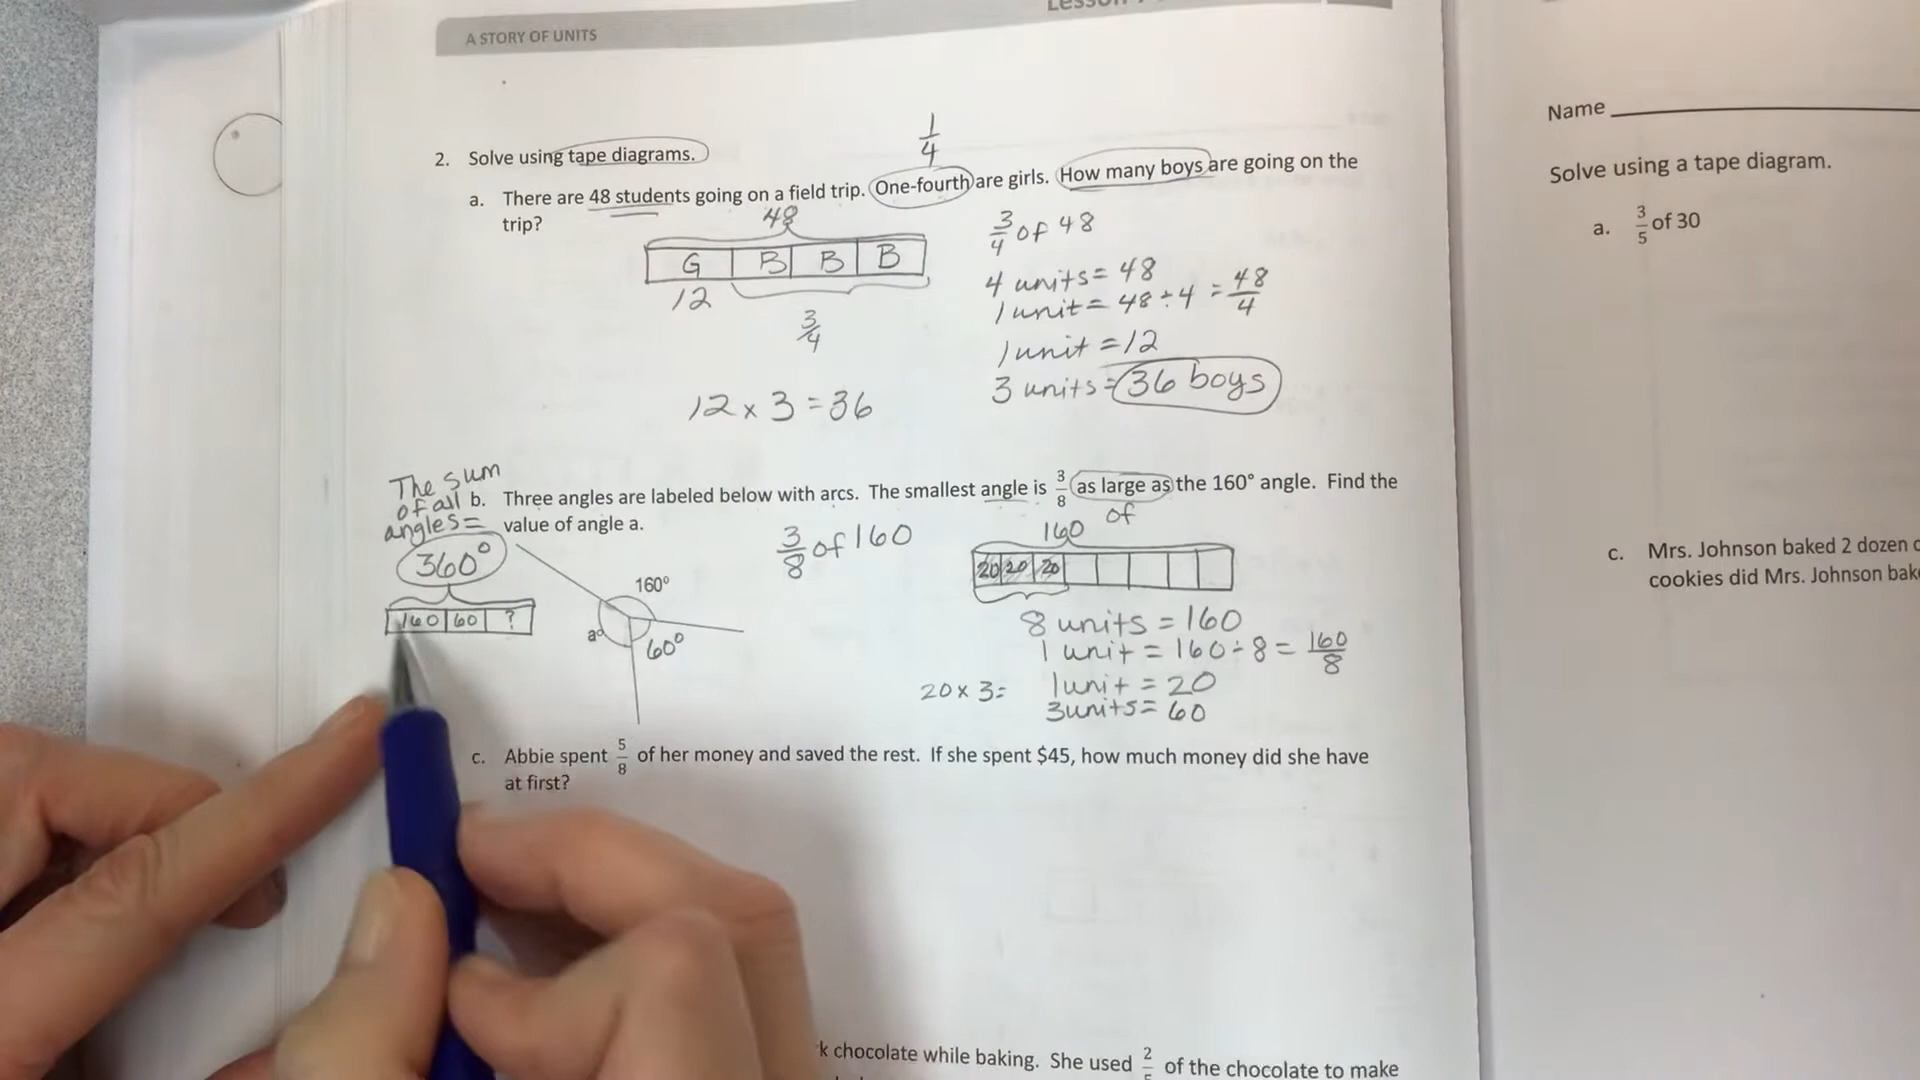 A STORY OF UNITS
1/4
2. Solve using tape diagrams.
a. There are 48 students going on a field trip. One-fourth are girls. How many boys are going on the
trip?
48
G B B B
12
3/4
12 x 3 = 36
3/4 of 48
4 units = 48
1 unit = 48 ÷ 4 = 48/4
1 unit = 12
3 units = 36 boys
The sum
of all
angles =
360°
160 60 ?
b. Three angles are labeled below with arcs. The smallest angle is 3/8 as large as the 160° angle. Find the
of
value of angle a.
160°
a°
60°
3/8 of 160
160
20 20 20
8 units = 160
1 unit = 160 ÷ 8 = 160/8
20 x 3 =
1 unit = 20
3 units = 60
c. Abbie spent 5/8 of her money and saved the rest. If she spent $45, how much money did she have
at first?
k chocolate while baking. She used 2/5 of the chocolate to make
Name
Solve using a tape diagram.
a. 3/5 of 30
c. Mrs. Johnson baked 2 dozen
cookies did Mrs. Johnson